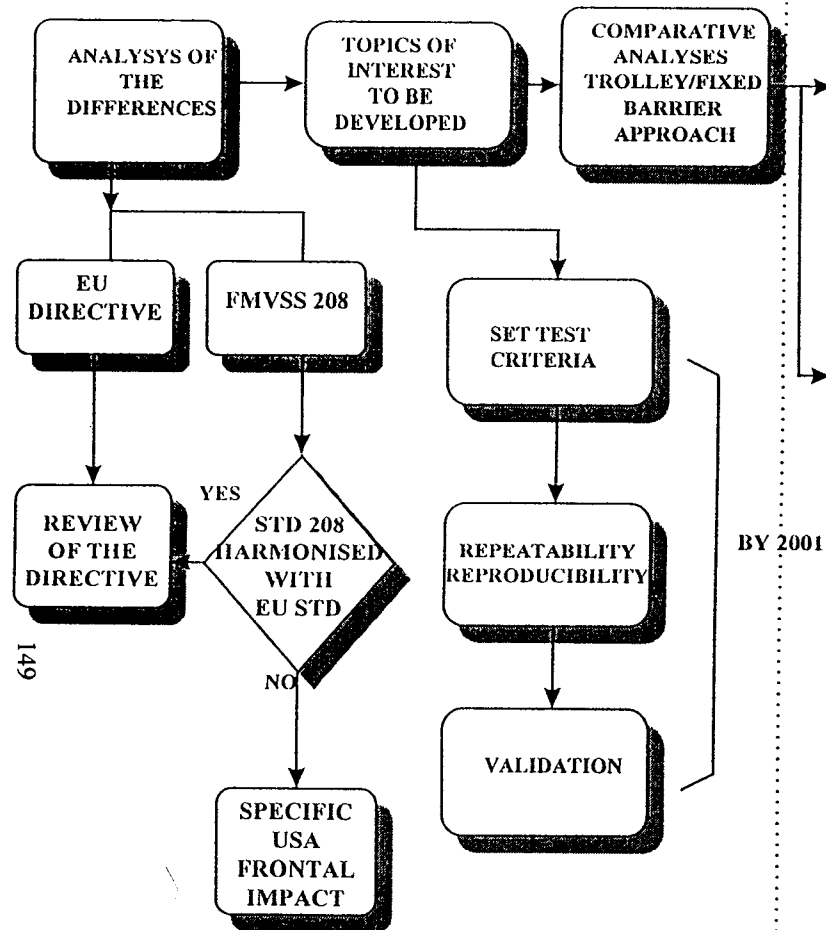 ANALYSYS OF
THE
DIFFERENCES
TOPICS OF
INTEREST
TO BE
DEVELOPED
COMPARATIVE
ANALYSES
TROLLEY/FIXED
BARRIER
APPROACH
EU
DIRECTIVE
FMVSS 208
SET TEST
CRITERIA
YES
REVIEW
OF THE
DIRECTIVE
STD 208
HARMONISED
WITH
EU STD
REPEATABILITY
REPRODUCIBILITY
BY 2001
NO
VALIDATION
SPECIFIC
USA
FRONTAL
IMPACT
149